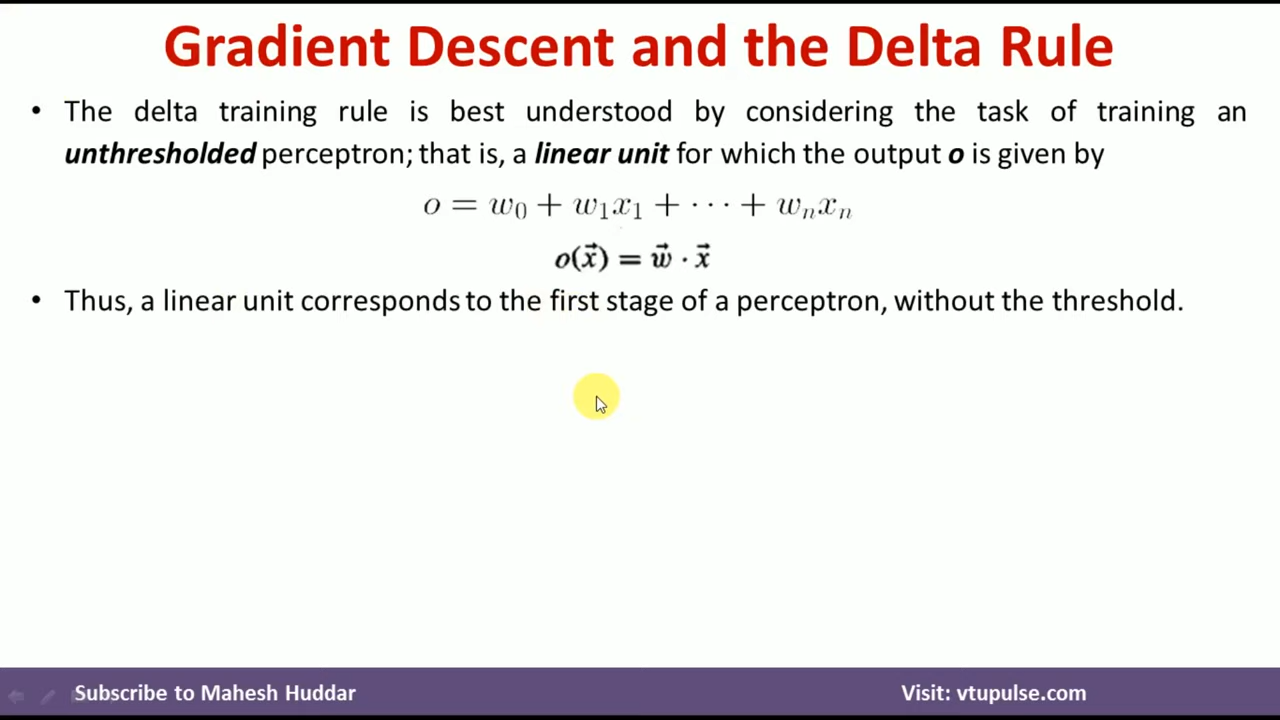 Gradient Descent and the Delta Rule
• The delta training rule is best understood by considering the task of training an
unthresholded perceptron; that is, a linear unit for which the output o is given by
o = w₀ + w₁x₁ + ··· + wₙxₙ
o(x⃗) = w⃗ · x⃗
• Thus, a linear unit corresponds to the first stage of a perceptron, without the threshold.
Subscribe to Mahesh Huddar
Visit: vtupulse.com